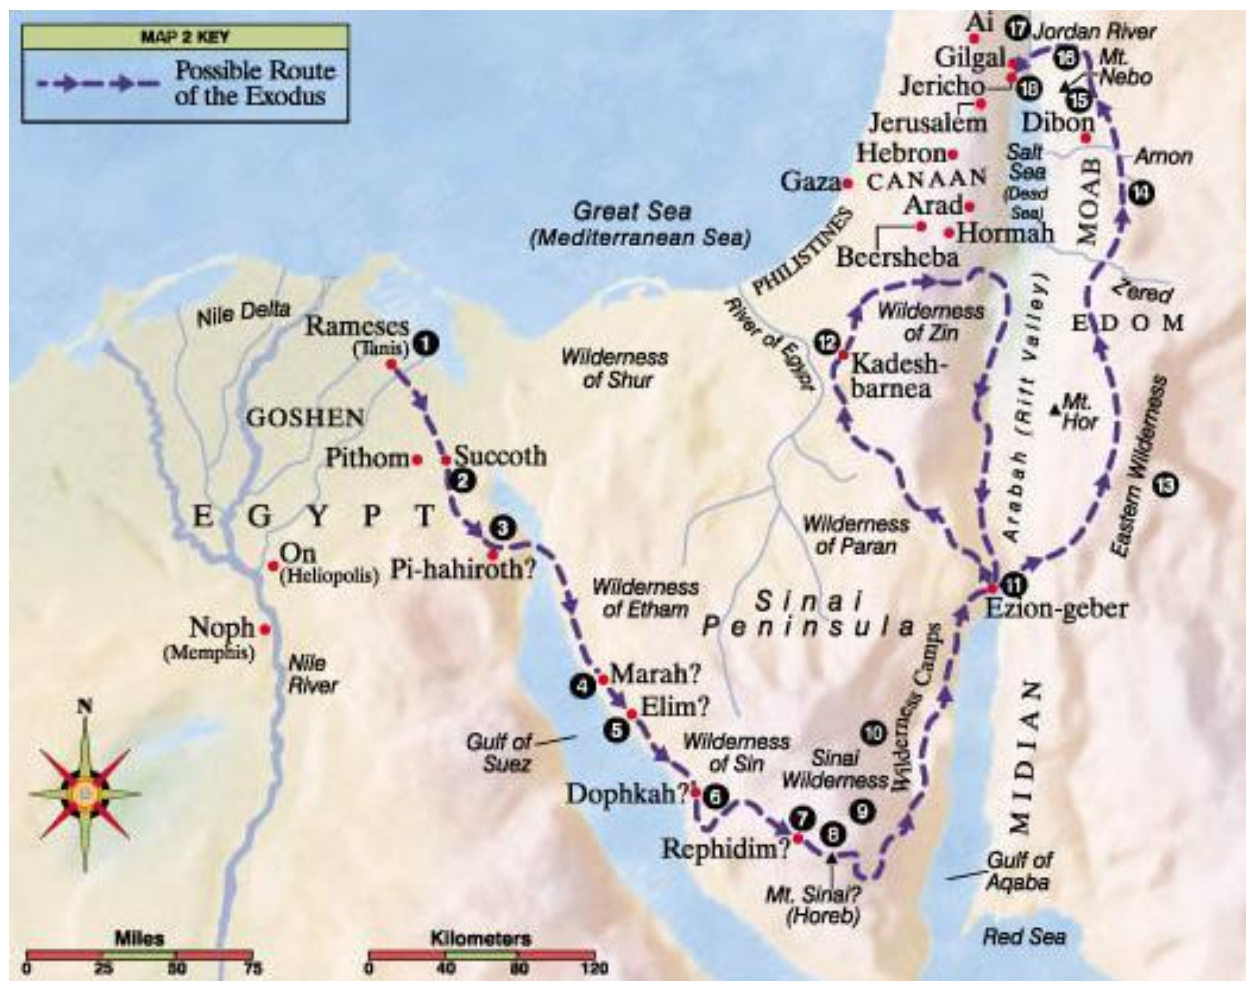 MAP 2 KEY
Possible Route
of the Exodus
Ai
17
Jordan River
Gilgal
16
Mt.
Nebo
Jericho
18
15
Jerusalem
Dibon
Hebron
Salt
Sea
(Dead
Sea)
Arnon
Gaza
CANAAN
MOAB
14
Arad
Great Sea
(Mediterranean Sea)
PHILISTINES
Hormah
Beersheba
Zered
Nile Delta
Rameses
(Tanis)
1
River of Egypt
Wilderness
of Zin
EDOM
Wilderness
of Shur
12
Kadesh-
barnea
Arabah (Rift Valley)
Mt.
Hor
GOSHEN
Pithom
Succoth
2
Eastern Wilderness
13
EGYPT
3
Wilderness
of Paran
On
(Heliopolis)
Pi-hahiroth?
Wilderness
of Etham
Sinai
Peninsula
11
Ezion-geber
Noph
(Memphis)
Nile
River
Marah?
4
Elim?
5
Wilderness Camps
10
N
Gulf of
Suez
Wilderness
of Sin
Sinai
Wilderness
MIDIAN
Dophkah?
6
7
8
9
Rephidim?
Mt. Sinai?
(Horeb)
Gulf of
Aqaba
Red Sea
Miles
0 25 50 75
Kilometers
0 40 80 120